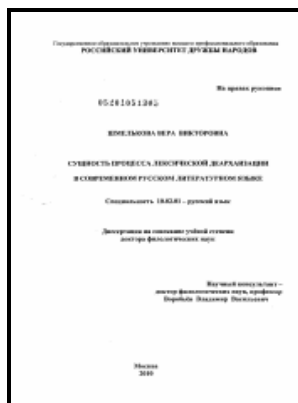 Государственное образовательное учреждение высшего профессионального образования
РОССИЙСКИЙ УНИВЕРСИТЕТ ДРУЖБЫ НАРОДОВ
На правах рукописи
05201051305
ШМЕЛЬКОВА ВЕРА ВИКТОРОВНА
СУЩНОСТЬ ПРОЦЕССА ЛЕКСИЧЕСКОЙ ДЕАРХАИЗАЦИИ
В СОВРЕМЕННОМ РУССКОМ ЛИТЕРАТУРНОМ ЯЗЫКЕ
Специальность 10.02.01 – русский язык
Диссертация на соискание учёной степени
доктора филологических наук
Научный консультант –
доктор филологических наук, профессор
Воробьёв Владимир Васильевич
Москва
2010